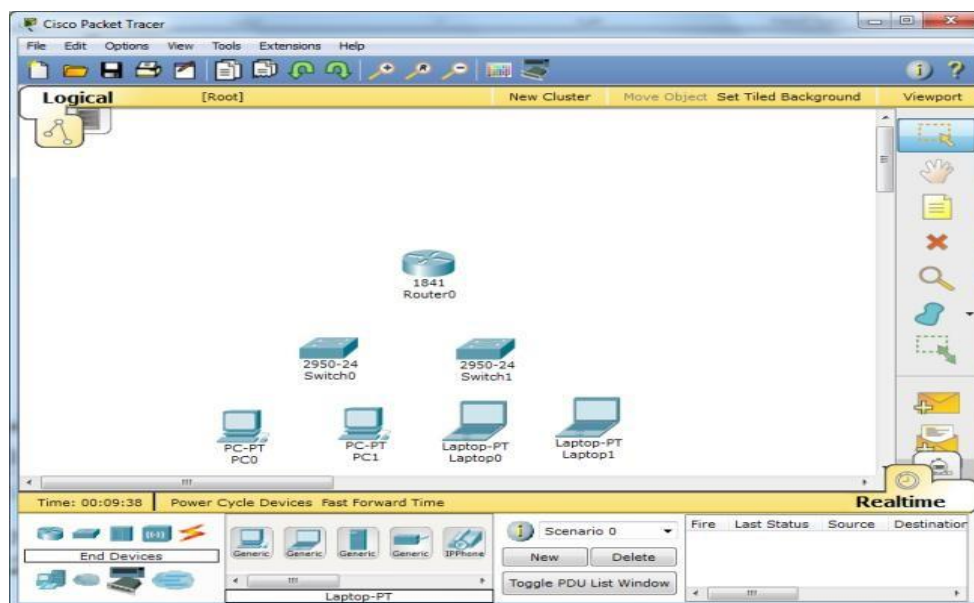 Cisco Packet Tracer
File Edit Options View Tools Extensions Help
Logical [Root] New Cluster Move Object Set Tiled Background Viewport
1841
Router0
2950-24 2950-24
Switch0 Switch1
PC-PT PC-PT Laptop-PT Laptop-PT
PC0 PC1 Laptop0 Laptop1
Time: 00:09:38 Power Cycle Devices Fast Forward Time Realtime
End Devices
Generic Generic Generic Generic IPPhone
Laptop-PT
Scenario 0
New Delete
Toggle PDU List Window
Fire Last Status Source Destination